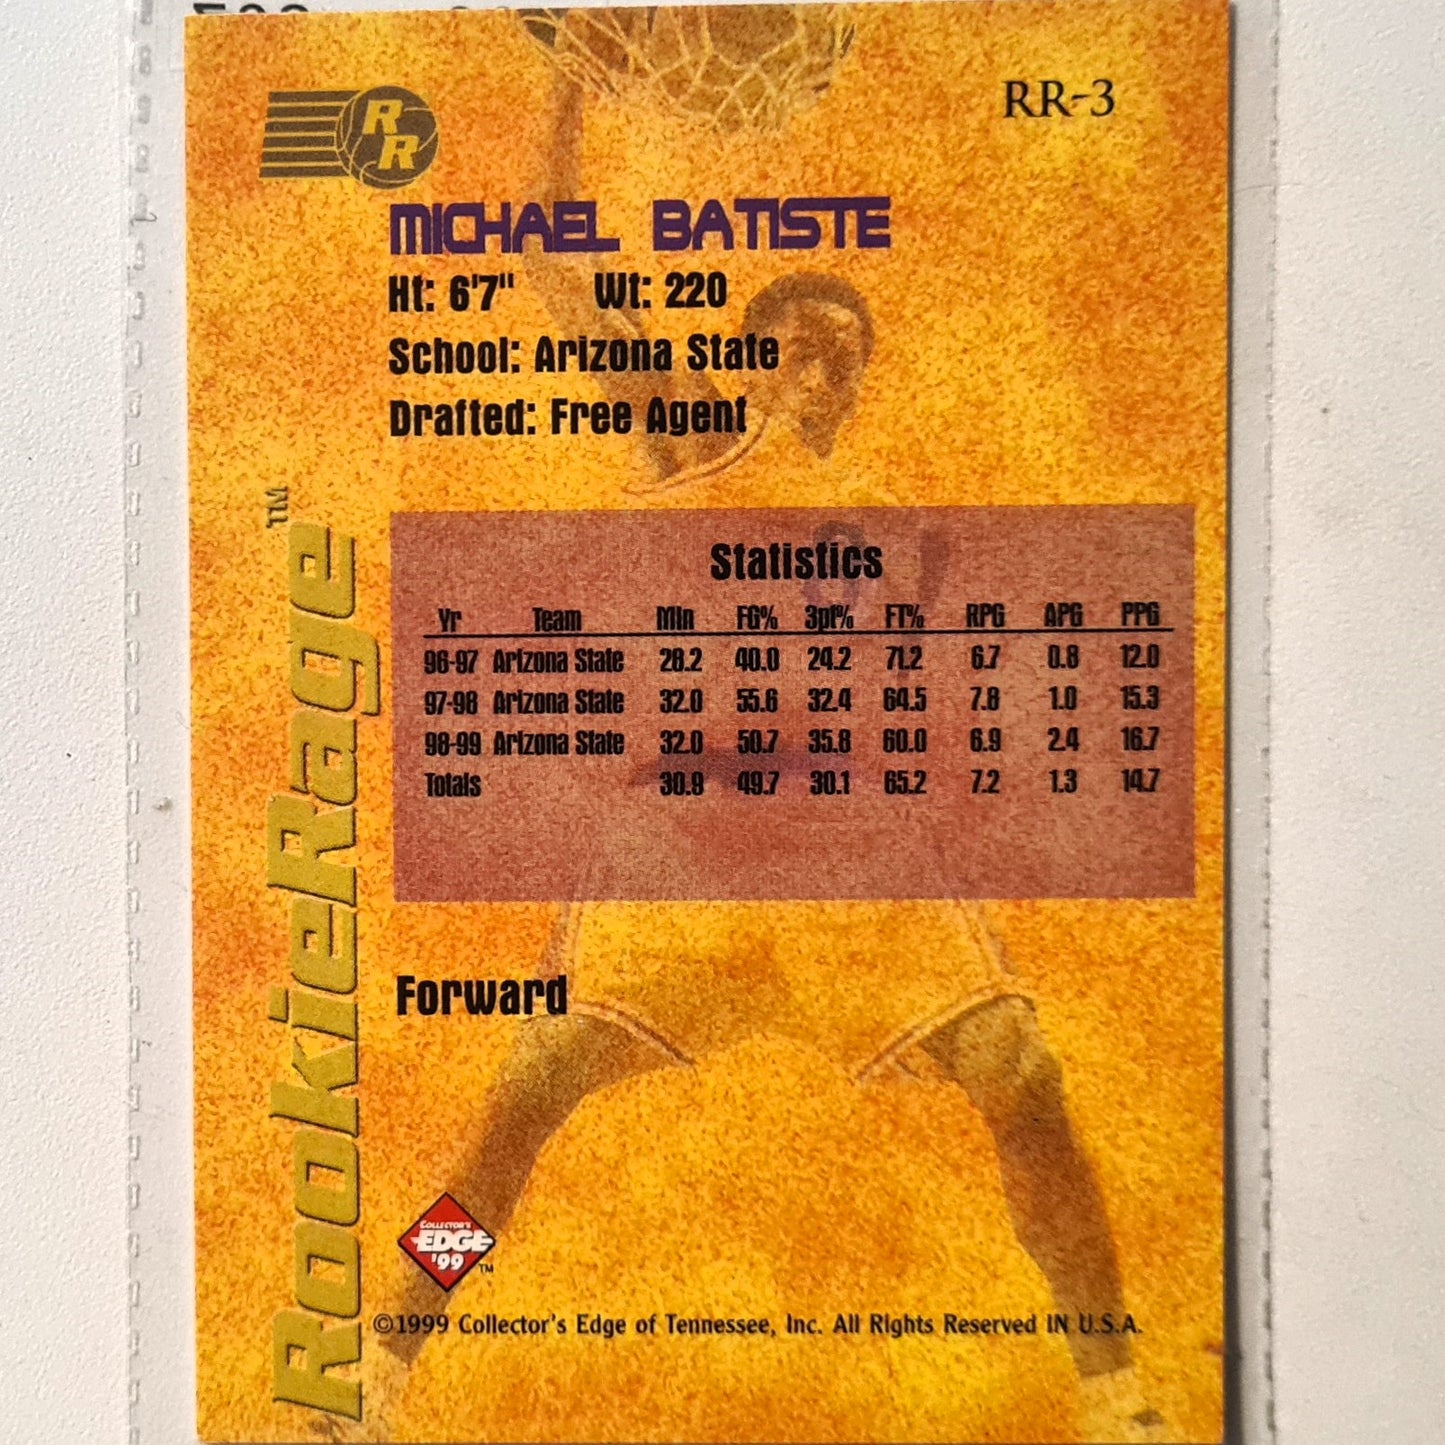 RR-3
R
R
MICHAEL BATISTE
Ht: 6'7" Wt: 220
School: Arizona State
Drafted: Free Agent
RookieRage™
Statistics
Yr Team Min FG% 3pt% FT% RPG APG PPG
96-97 Arizona State 28.2 40.0 24.2 71.2 6.7 0.8 12.0
97-98 Arizona State 32.0 55.6 32.4 64.5 7.8 1.0 15.3
98-99 Arizona State 32.0 50.7 35.8 60.0 6.9 2.4 16.7
Totals 30.9 49.7 30.1 65.2 7.2 1.3 14.7
Forward
COLLECTOR'S
EDGE
'99 ™
©1999 Collector's Edge of Tennessee, Inc. All Rights Reserved IN U.S.A.